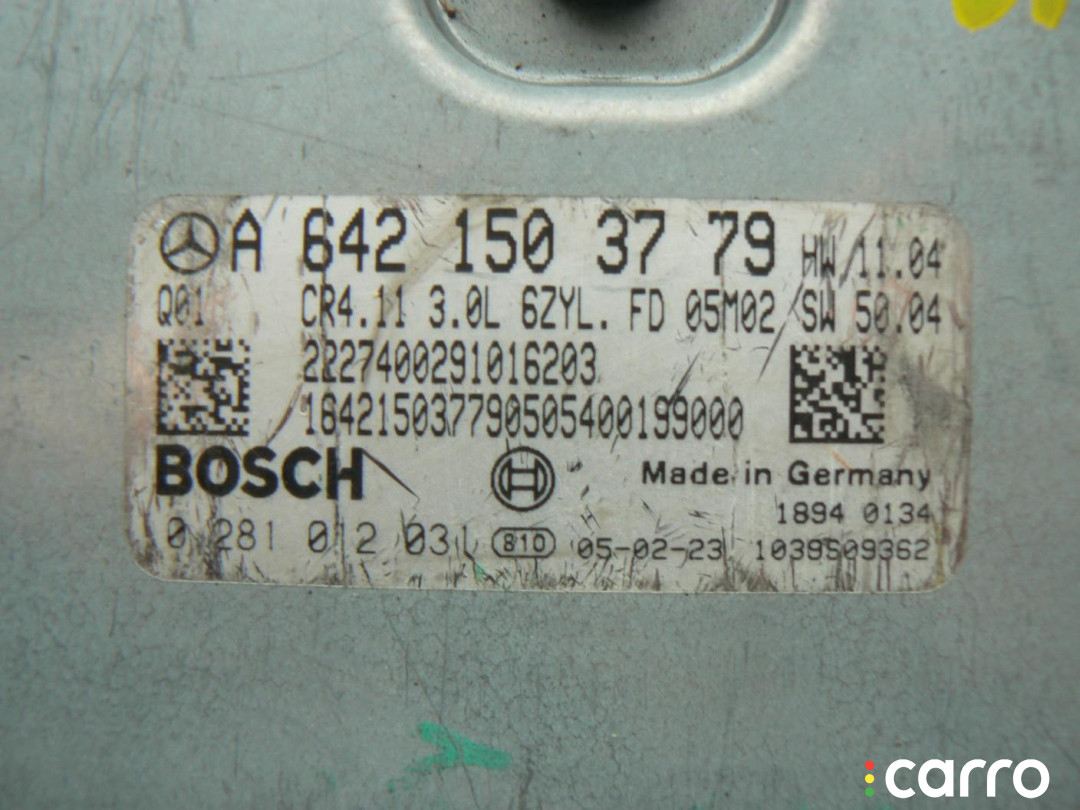 A 642 150 37 79 HW 11.04
Q01 CR4.11 3.0L 6ZYL. FD 05M02 SW 50.04
2227400291016203
164215037790505400199000
BOSCH Made in Germany
1894 0134
0 281 012 031 810 05-02-23 1039S09362
carro